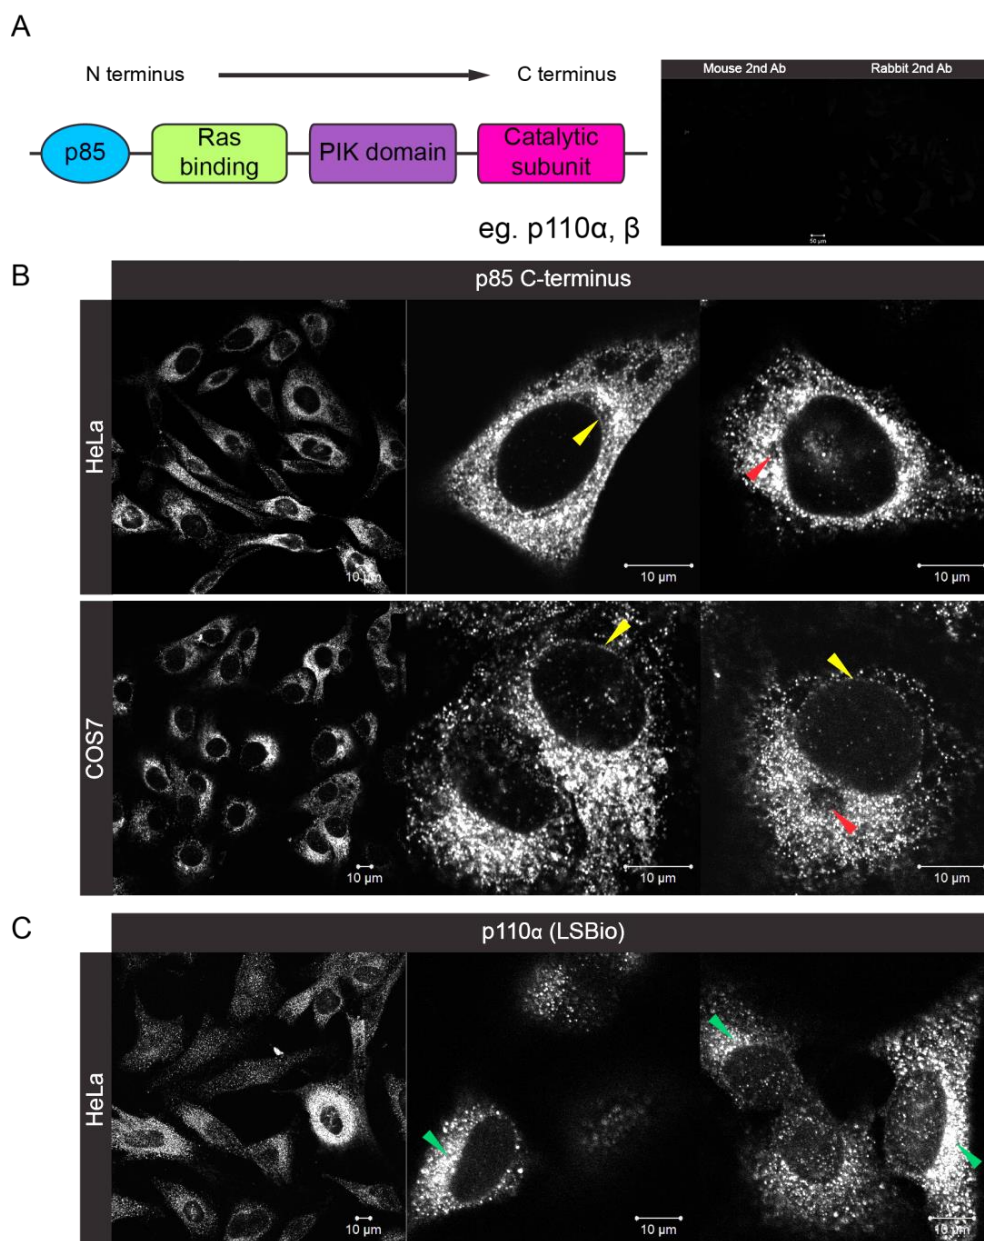 A
N terminus
C terminus
p85
Ras
binding
PIK domain
Catalytic
subunit
eg. p110α, β
Mouse 2nd Ab
Rabbit 2nd Ab
50 µm
B
p85 C-terminus
HeLa
10 µm
10 µm
10 µm
COS7
10 µm
10 µm
10 µm
C
p110α (LSBio)
HeLa
10 µm
10 µm
10 µm